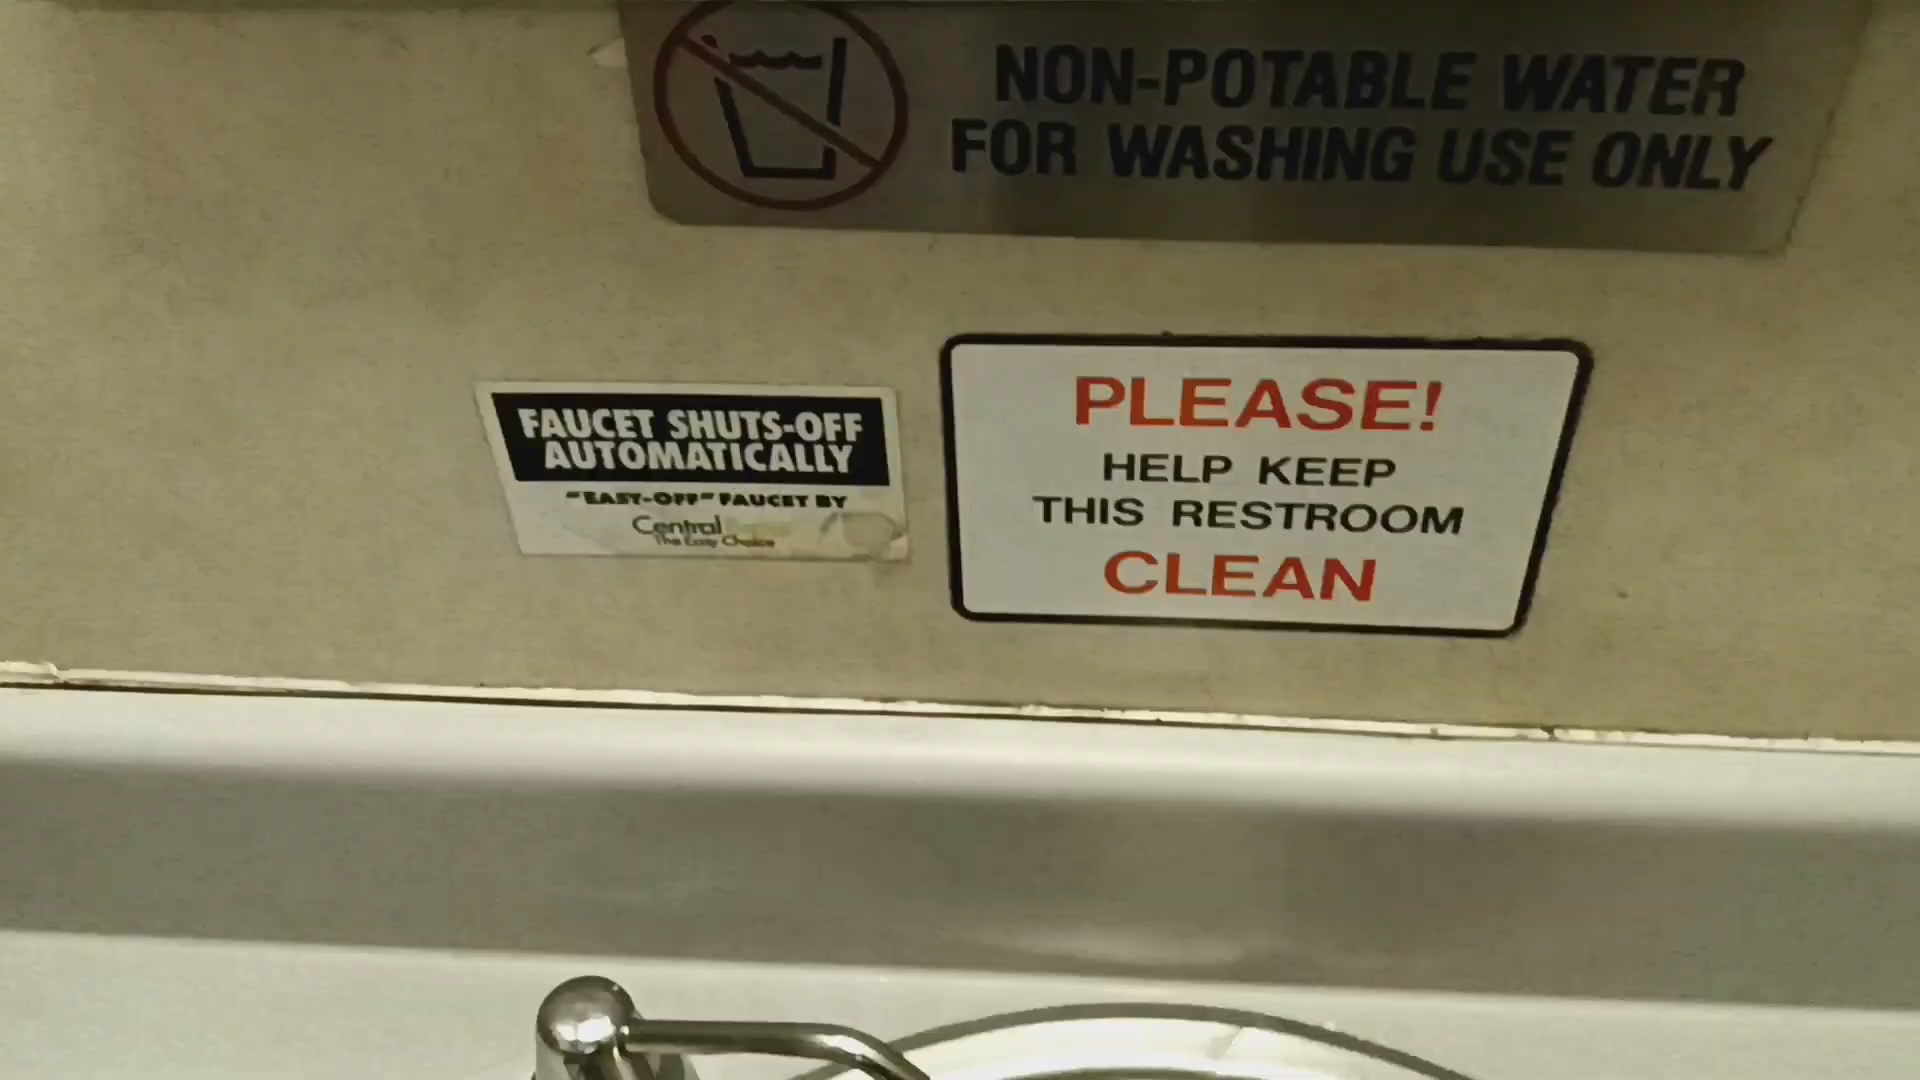 NON-POTABLE WATER
FOR WASHING USE ONLY
FAUCET SHUTS-OFF
AUTOMATICALLY
"EASY-OFF" FAUCET BY
Central
The Easy Choice
PLEASE!
HELP KEEP
THIS RESTROOM
CLEAN